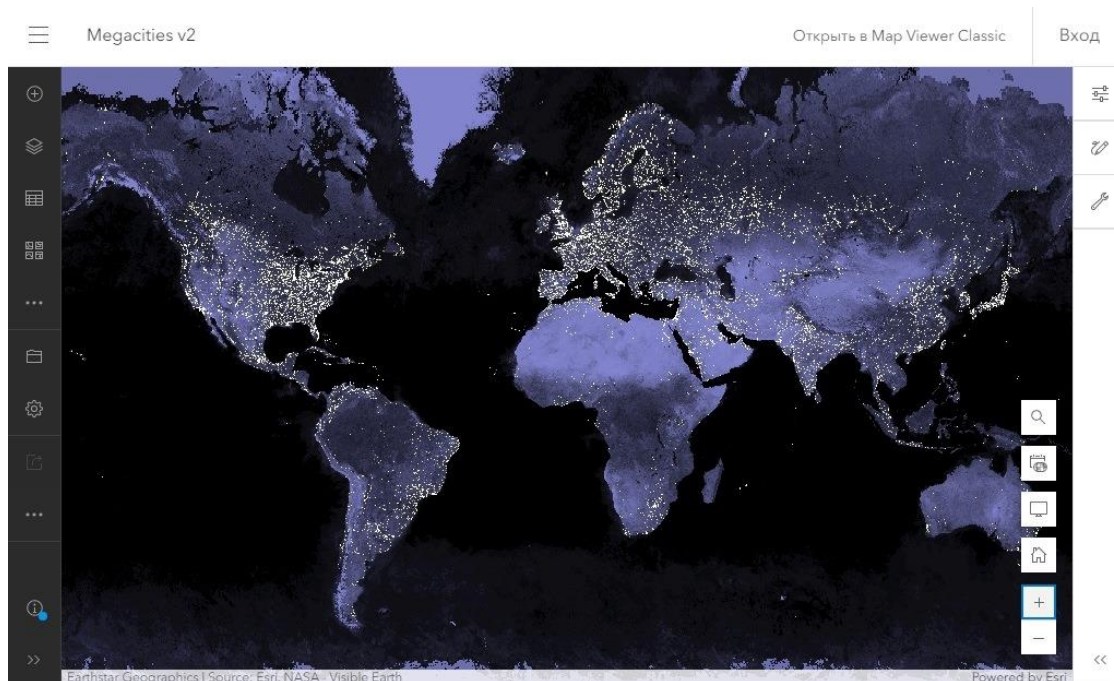 Megacities v2
Открыть в Map Viewer Classic
Вход
Earthstar Geographics | Source: Esri, NASA - Visible Earth
Powered by Esri